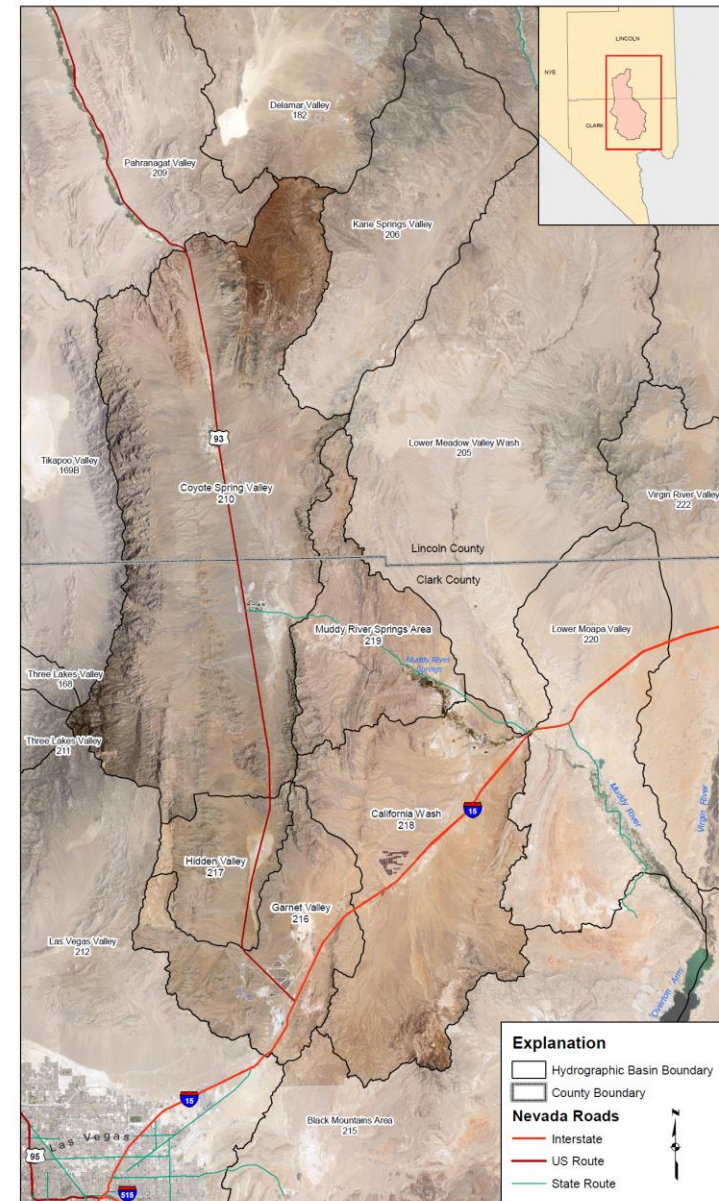 LINCOLN
NYE
CLARK
Delamar Valley
182
Pahranagat Valley
209
Kane Springs Valley
206
93
Lower Meadow Valley Wash
205
Tikapoo Valley
169B
Coyote Spring Valley
210
Virgin River Valley
222
Lincoln County
Clark County
Muddy River Springs Area
219
Lower Moapa Valley
220
Muddy River
Springs
Three Lakes Valley
168
Three Lakes Valley
211
California Wash
218
15
Muddy River
Virgin River
Hidden Valley
217
Garnet Valley
216
Las Vegas Valley
212
Overton Arm
15
Las Vegas
95
515
Black Mountains Area
215
Explanation
Hydrographic Basin Boundary
County Boundary
Nevada Roads
Interstate
US Route
State Route
N